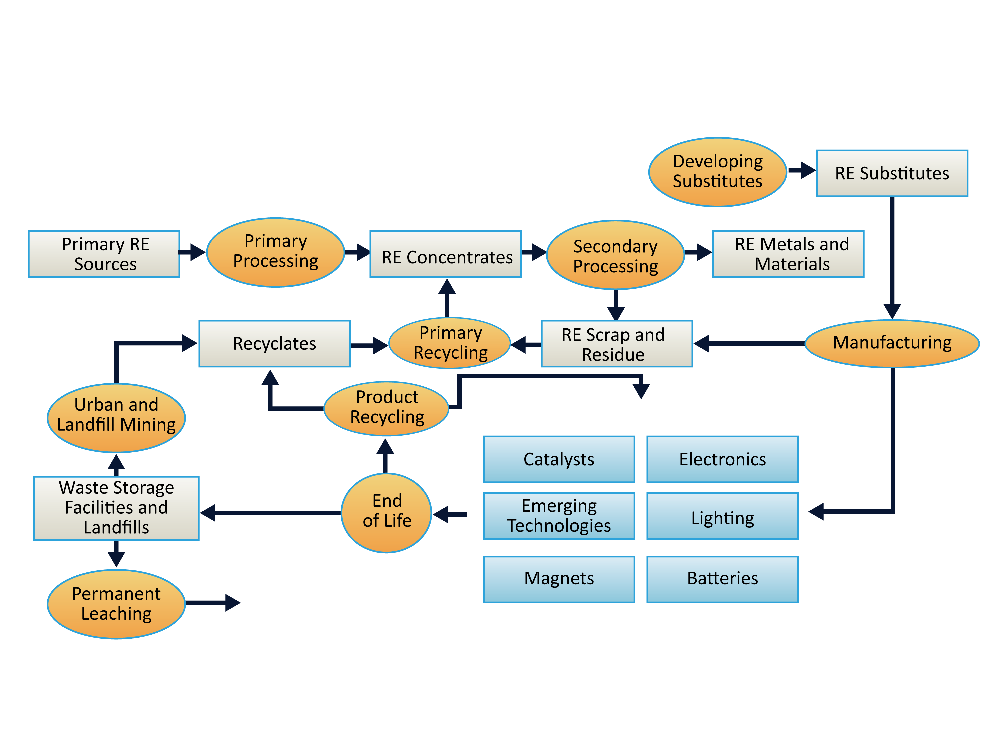 Developing
Substitutes
RE Substitutes
Primary RE
Sources
Primary
Processing
RE Concentrates
Secondary
Processing
RE Metals and
Materials
Recyclates
Primary
Recycling
RE Scrap and
Residue
Manufacturing
Urban and
Landfill Mining
Product
Recycling
Catalysts
Electronics
Waste Storage
Facilities and
Landfills
End
of Life
Emerging
Technologies
Lighting
Magnets
Batteries
Permanent
Leaching